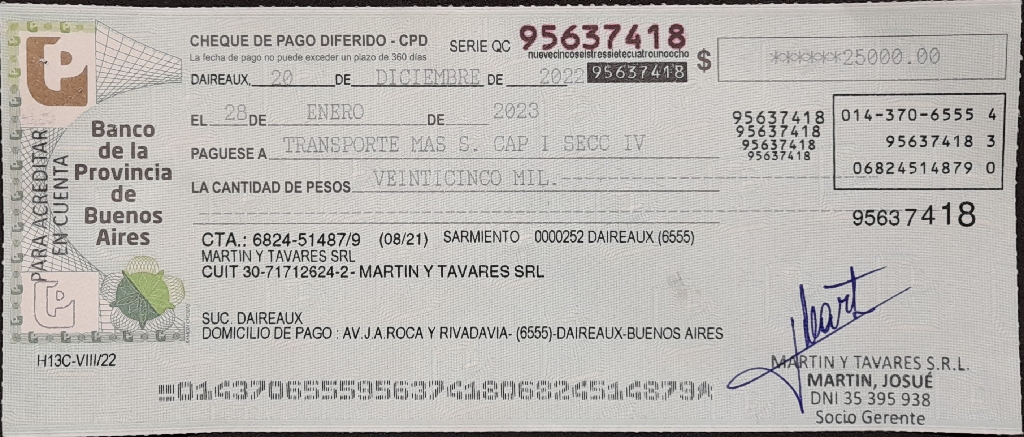 CHEQUE DE PAGO DIFERIDO - CPD SERIE QC 95637418
La fecha de pago no puede exceder un plazo de 360 días
nuevecincoseistressietecuatrounoocho
$ ******25000.00
DAIREAUX, 20 DE DICIEMBRE DE 2022 95637418
EL 28 DE ENERO DE 2023
95637418
95637418
95637418
95637418
014-370-6555 4
95637418 3
06824514879 0
PAGUESE A TRANSPORTE MAS S. CAP I SECC IV
LA CANTIDAD DE PESOS VEINTICINCO MIL.-
95637418
PARA ACREDITAR
EN CUENTA
Banco
de la
Provincia
de
Buenos
Aires
CTA.: 6824-51487/9 (08/21) SARMIENTO 0000252 DAIREAUX (6555)
MARTIN Y TAVARES SRL
CUIT 30-71712624-2- MARTIN Y TAVARES SRL
SUC. DAIREAUX
DOMICILIO DE PAGO : AV.J.A.ROCA Y RIVADAVIA- (6555)-DAIREAUX-BUENOS AIRES
H13C-VIII/22
MARTIN Y TAVARES S.R.L.
MARTIN, JOSUÉ
DNI 35 395 938
Socio Gerente